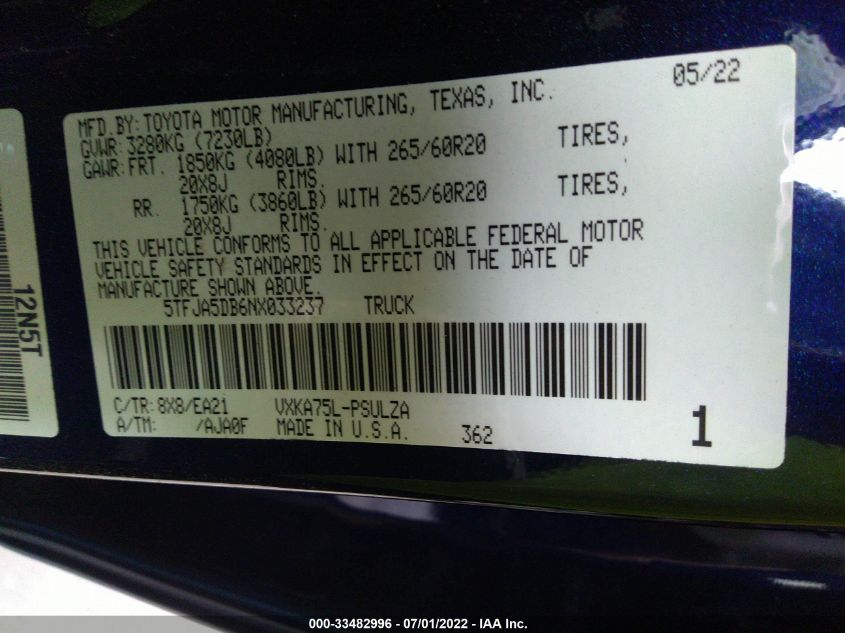 05/22
MFD.BY:TOYOTA MOTOR MANUFACTURING, TEXAS, INC.
GVWR:3280KG (7230LB)
GAWR:FRT. 1850KG (4080LB) WITH 265/60R20 TIRES,
20X8J RIMS.
RR. 1750KG (3860LB) WITH 265/60R20 TIRES,
20X8J RIMS.
THIS VEHICLE CONFORMS TO ALL APPLICABLE FEDERAL MOTOR
VEHICLE SAFETY STANDARDS IN EFFECT ON THE DATE OF
MANUFACTURE SHOWN ABOVE.
5TFJA5DB6NX033237 TRUCK
C/TR:8X8/EA21 VXKA75L-PSULZA
A/TM: /AJA0F MADE IN U.S.A. 362 1
12N5T
000-33482996 - 07/01/2022 - IAA Inc.